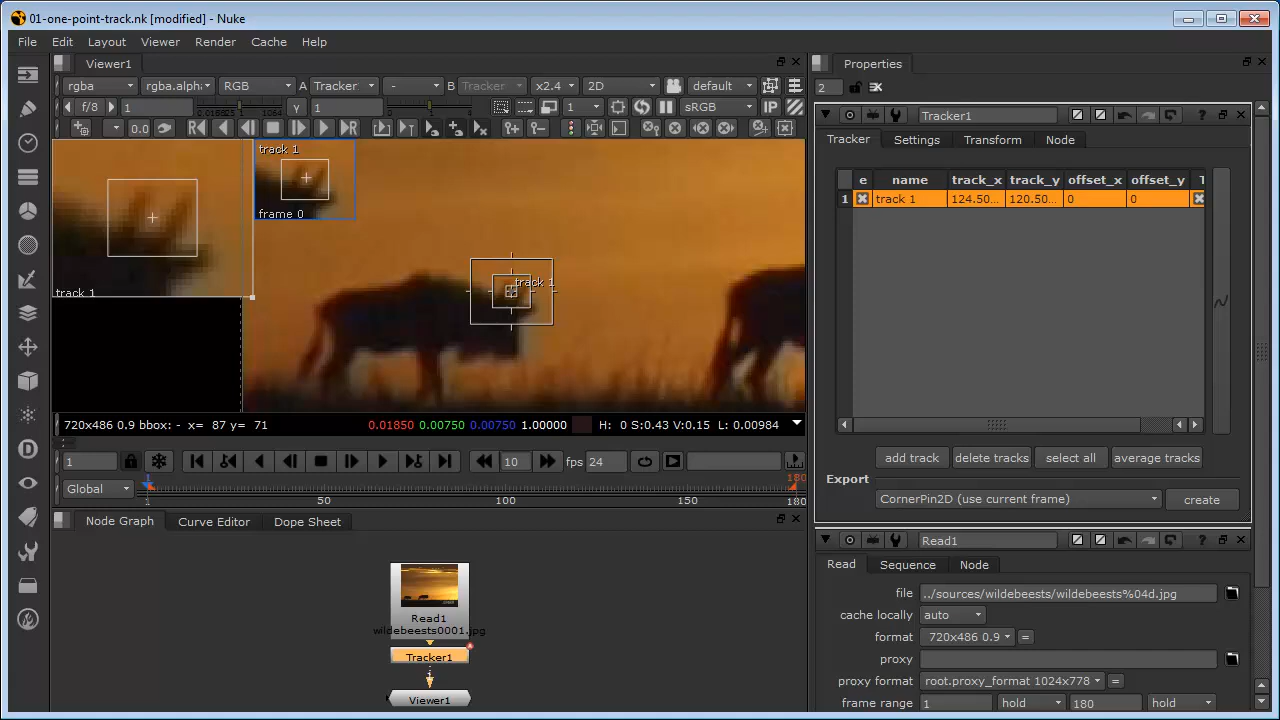 01-one-point-track.nk [modified] - Nuke
File Edit Layout Viewer Render Cache Help
Viewer1
rgba rgba.alpha RGB A Tracker - B Tracker x2.4 2D default
f/8 1 Y 1 1 sRGB IP
0.0
track 1
frame 0
track 1
track 1
720x486 0.9 bbox: - x= 87 y= 71 0.01850 0.00750 0.00750 1.00000 H: 0 S:0.43 V:0.15 L: 0.00984
1 10 fps 24
Global
180
1 50 100 150 180
Node Graph Curve Editor Dope Sheet
Read1
wildebeests0001.jpg
Tracker1
Viewer1
Properties
2
Tracker1
Tracker Settings Transform Node
e name track_x track_y offset_x offset_y T
1 track 1 124.50... 120.50... 0 0
add track delete tracks select all average tracks
Export
CornerPin2D (use current frame) create
Read1
Read Sequence Node
file ../sources/wildebeests/wildebeests%04d.jpg
cache locally auto
format 720x486 0.9 =
proxy
proxy format root.proxy_format 1024x778 =
frame range 1 hold 180 hold